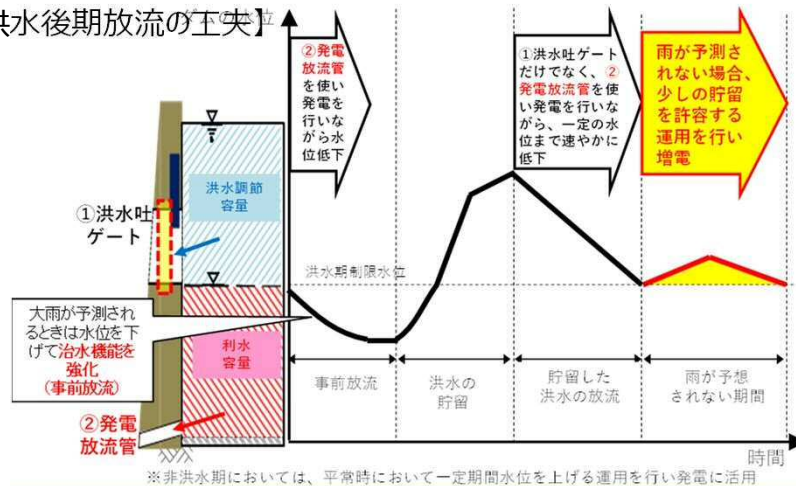 洪水後期放流の工夫】
ダムの水位
②発電
放流管
を使い
発電を
行いな
がら水
位低下
①洪水吐ゲート
だけでなく、②
発電放流管を使
い発電を行いな
がら、一定の水
位まで速やかに
低下
雨が予測さ
れない場合、
少しの貯留
を許容する
運用を行い
増電
洪水調節
容量
①洪水吐
ゲート
洪水期制限水位
大雨が予測され
るときは水位を下
げて治水機能を
強化
(事前放流)
利水
容量
②発電
放流管
事前放流
洪水の
貯留
貯留した
洪水の放流
雨が予想
されない期間
時間
※非洪水期においては、平常時において一定期間水位を上げる運用を行い発電に活用